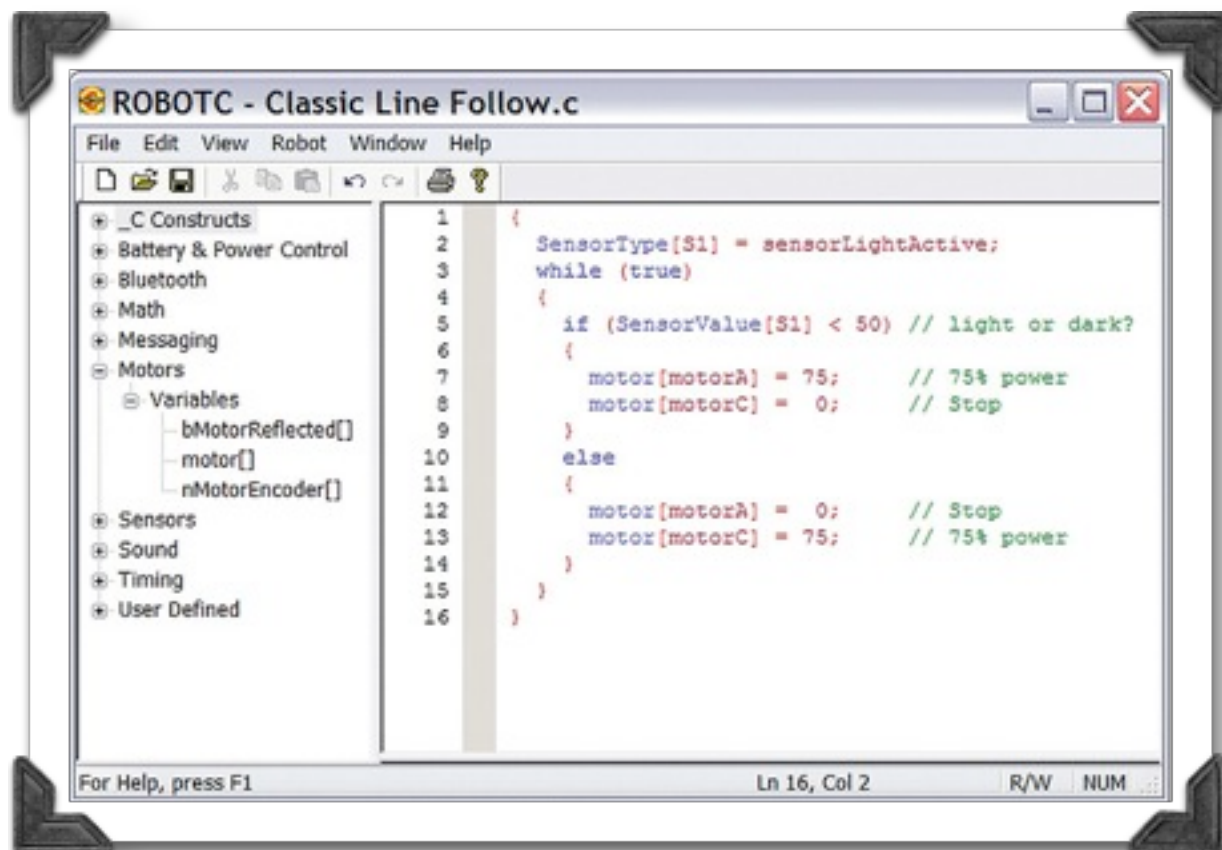 ROBOTC - Classic Line Follow.c
File Edit View Robot Window Help
_C Constructs
Battery & Power Control
Bluetooth
Math
Messaging
Motors
Variables
bMotorReflected[]
motor[]
nMotorEncoder[]
Sensors
Sound
Timing
User Defined
1 {
2 SensorType[S1] = sensorLightActive;
3 while (true)
4 {
5 if (SensorValue[S1] < 50) // light or dark?
6 {
7 motor[motorA] = 75; // 75% power
8 motor[motorC] = 0; // Stop
9 }
10 else
11 {
12 motor[motorA] = 0; // Stop
13 motor[motorC] = 75; // 75% power
14 }
15 }
16 }
For Help, press F1 Ln 16, Col 2 R/W NUM